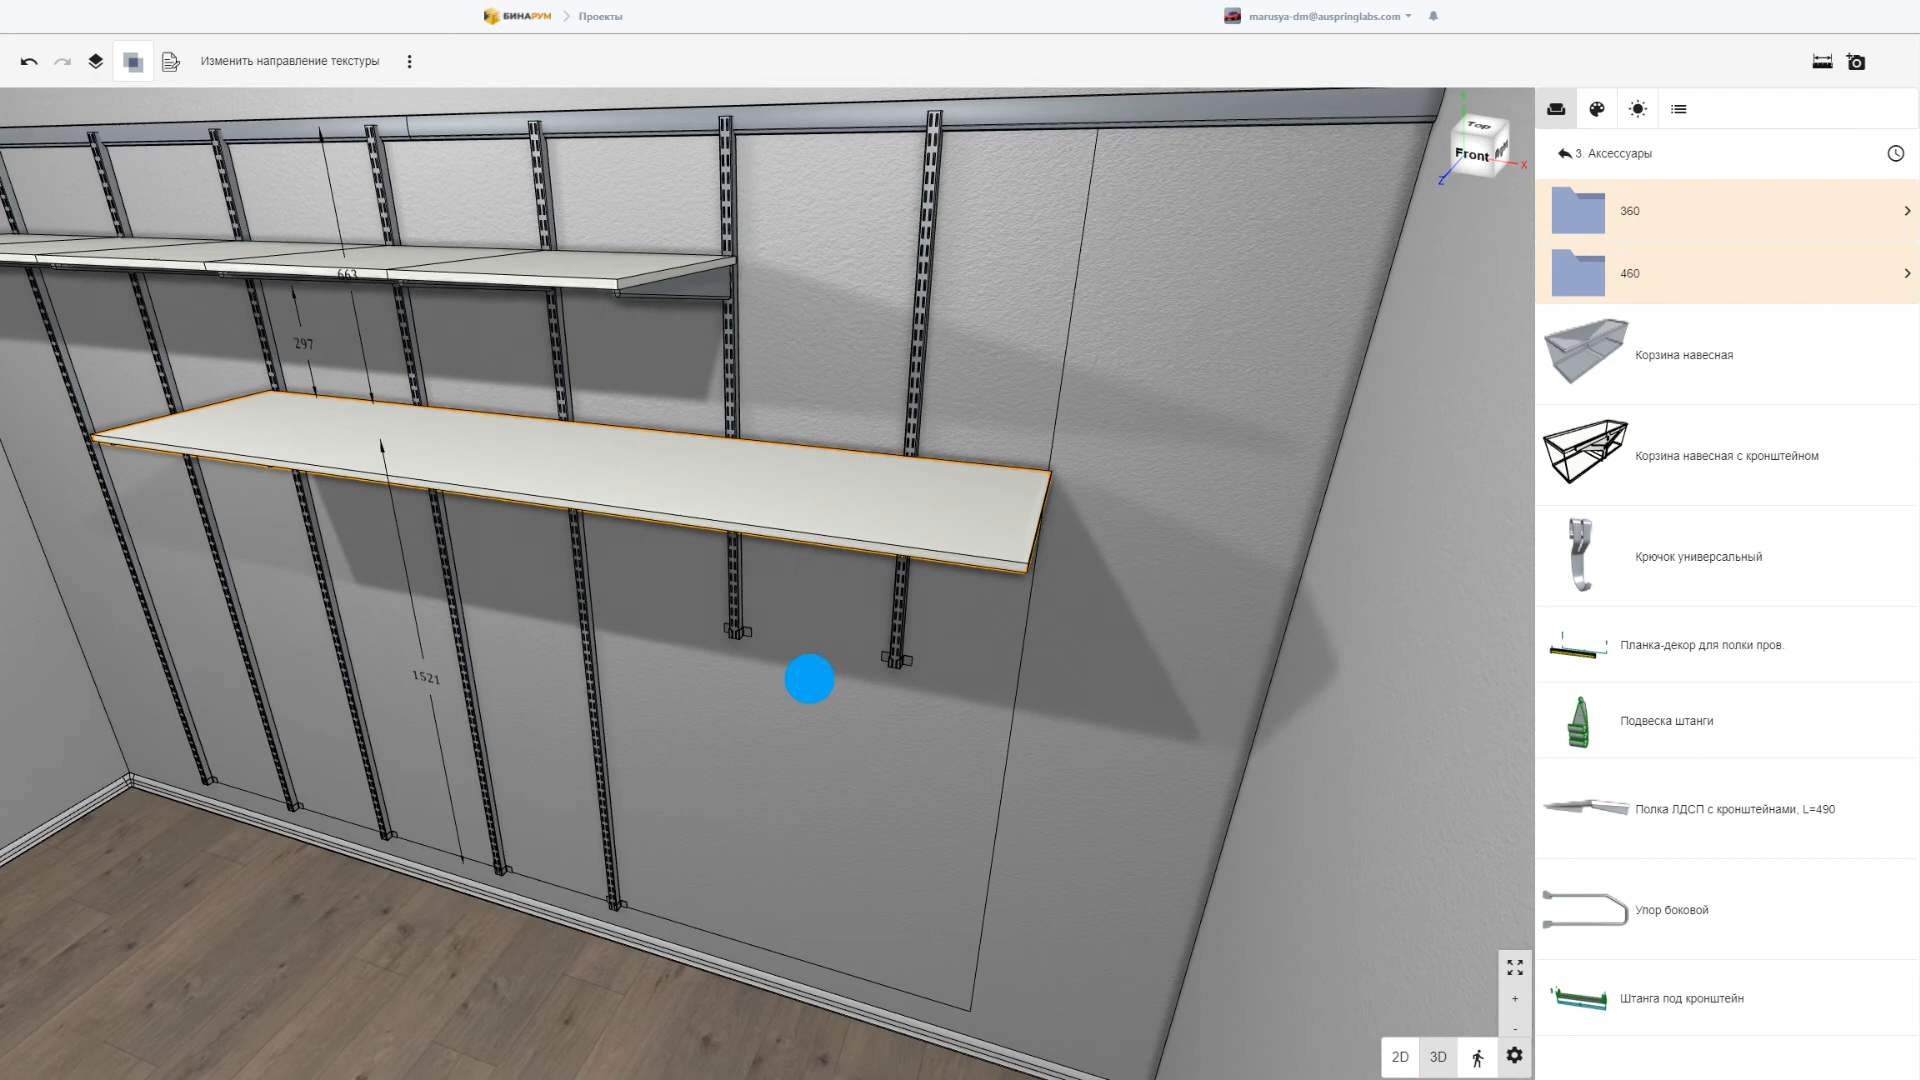 БИНАРУМ
Проекты
marusya-dm@auspringlabs.com
Изменить направление текстуры
Top
Front
X
Z
3. Аксессуары
360
460
Корзина навесная
Корзина навесная с кронштейном
Крючок универсальный
Планка-декор для полки пров.
Подвеска штанги
Полка ЛДСП с кронштейнами, L=490
Упор боковой
Штанга под кронштейн
663
297
1521
+
-
2D
3D